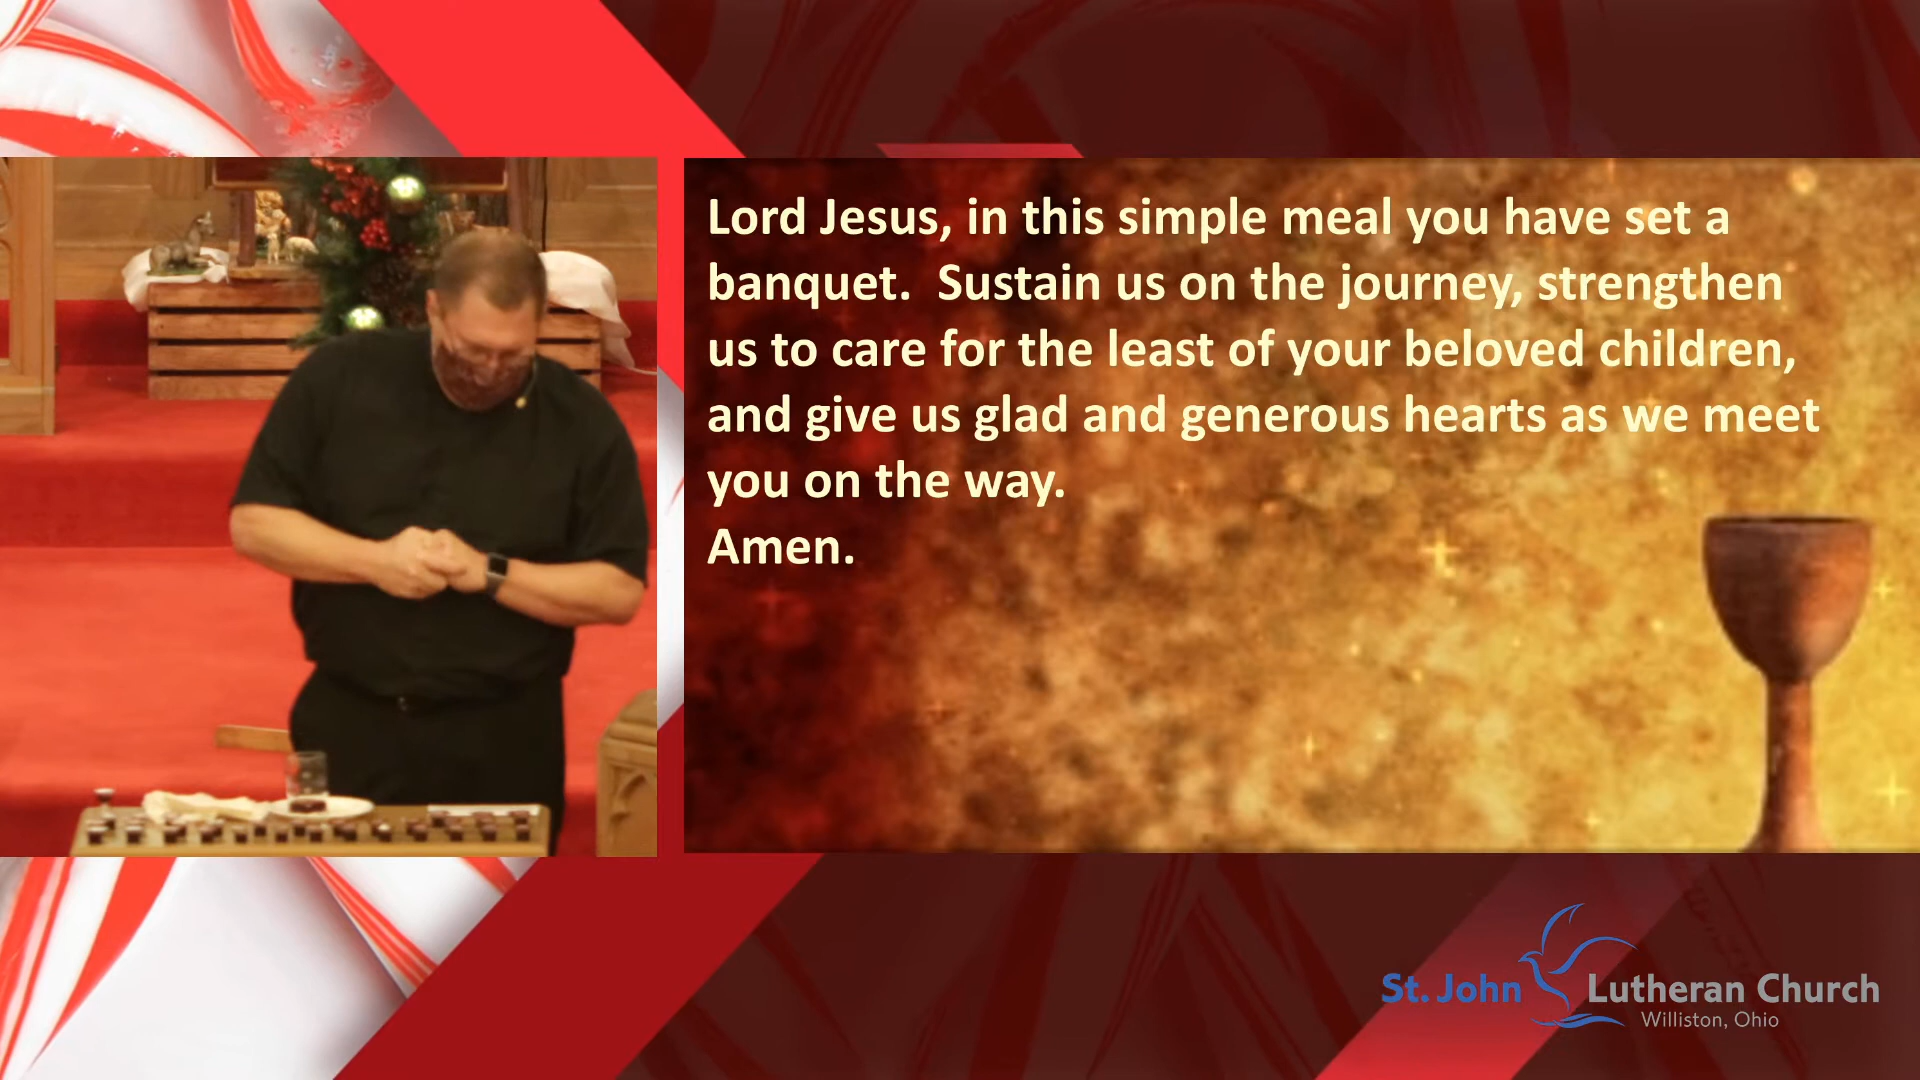 Lord Jesus, in this simple meal you have set a
banquet.  Sustain us on the journey, strengthen
us to care for the least of your beloved children,
and give us glad and generous hearts as we meet
you on the way.
Amen.
St. John Lutheran Church
Williston, Ohio